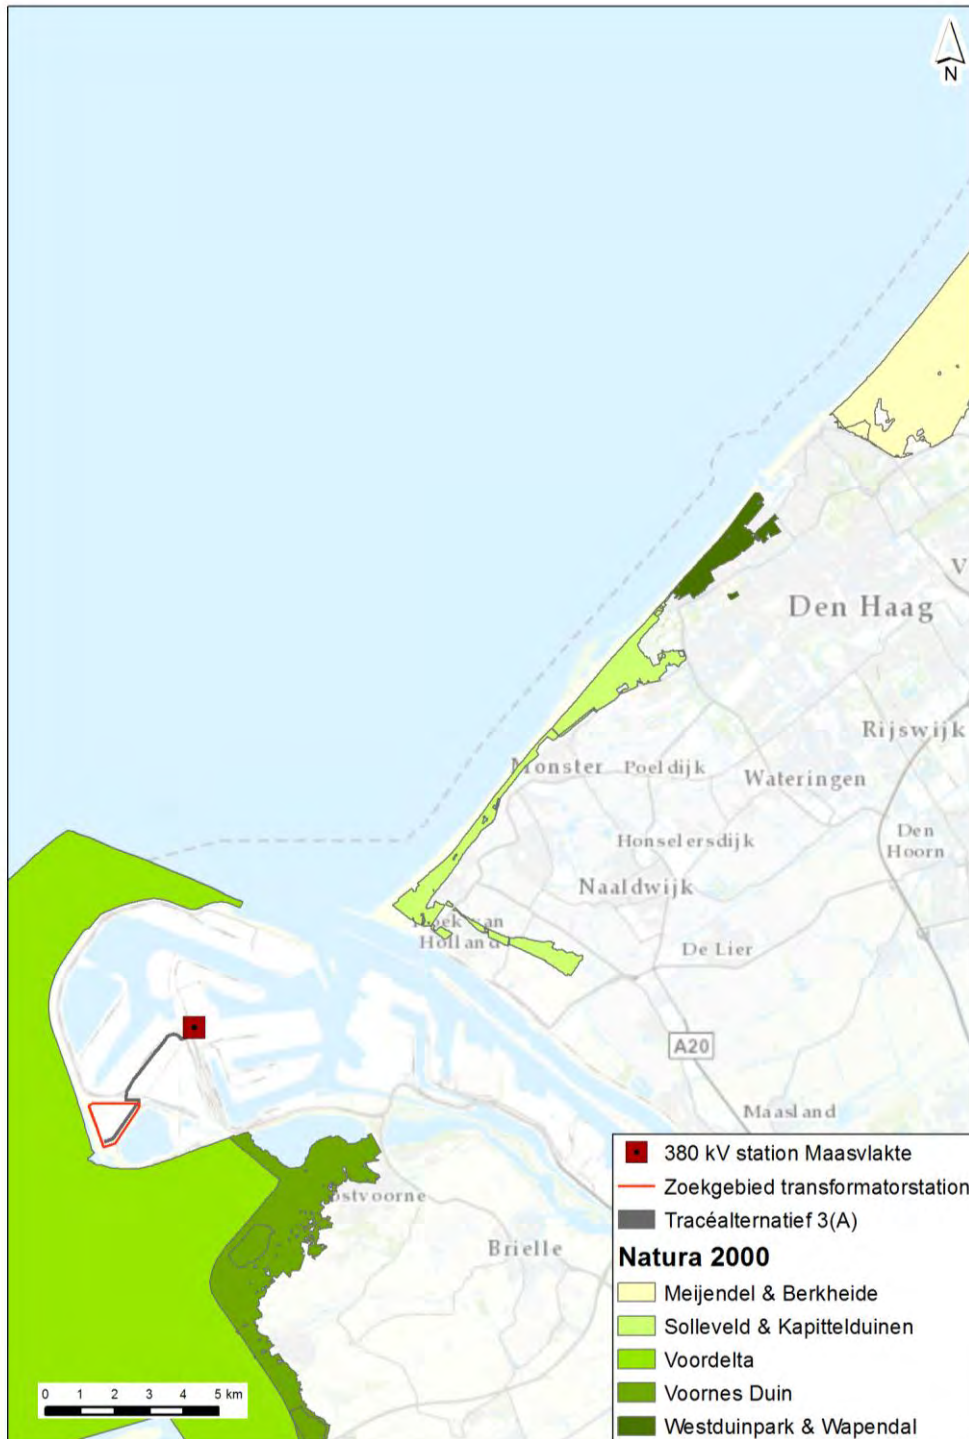 N
V
Den Haag
Rijswijk
Monster
Poeldijk
Wateringen
Den
Hoorn
Honselersdijk
Naaldwijk
Hoek van
Holland
De Lier
A20
Maasland
ostvoorne
Brielle
380 kV station Maasvlakte
Zoekgebied transformatorstation
Tracéalternatief 3(A)
Natura 2000
Meijendel & Berkheide
Solleveld & Kapittelduinen
Voordelta
Voornes Duin
Westduinpark & Wapendal
0 1 2 3 4 5 km